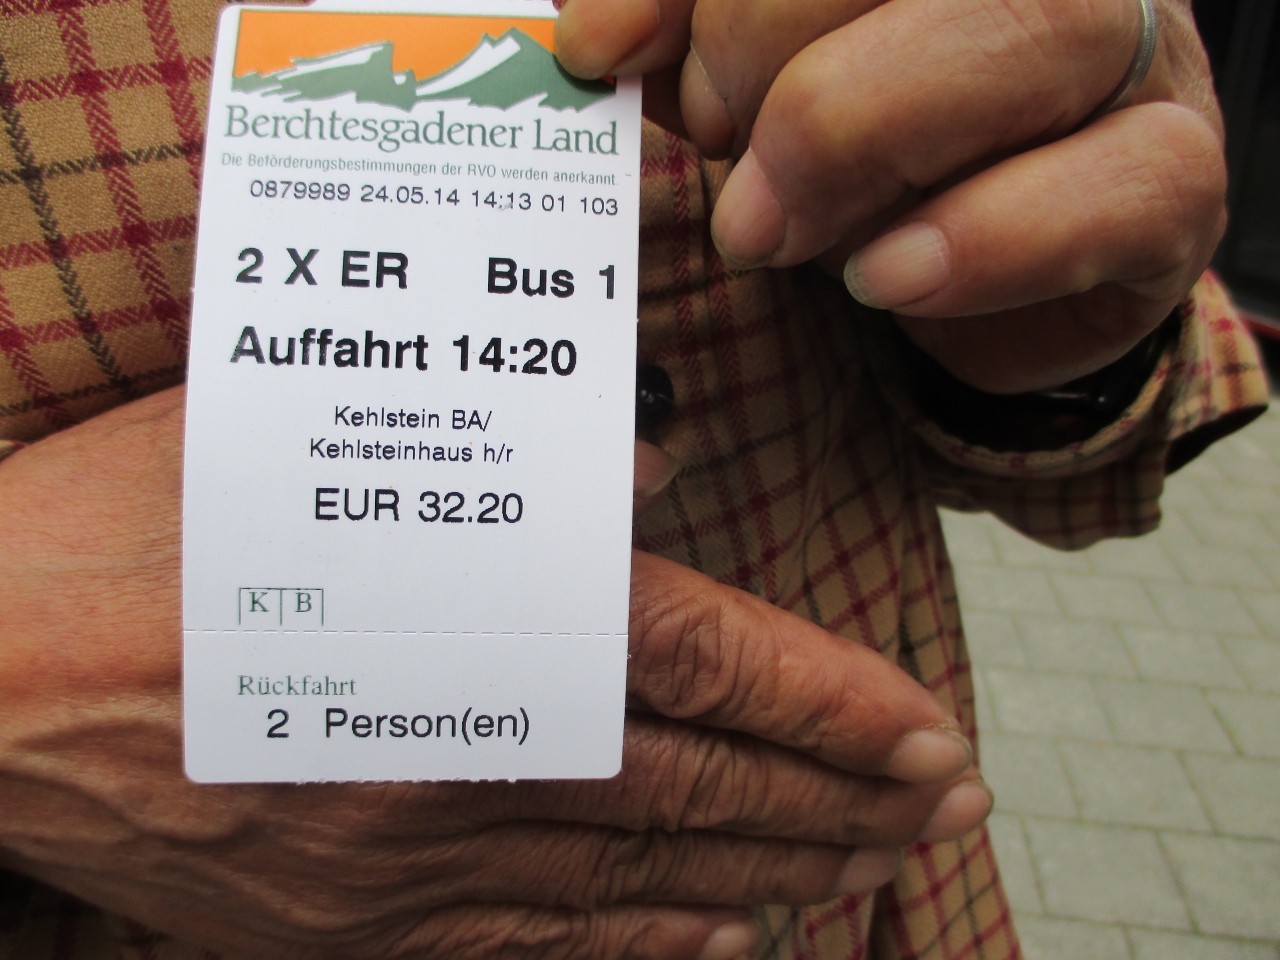 Berchtesgadener Land
Die Beförderungsbestimmungen der RVO werden anerkannt.
0879989 24.05.14 14:13 01 103
2 X ER Bus 1
Auffahrt 14:20
Kehlstein BA/
Kehlsteinhaus h/r
EUR 32.20
K B
Rückfahrt
2 Person(en)